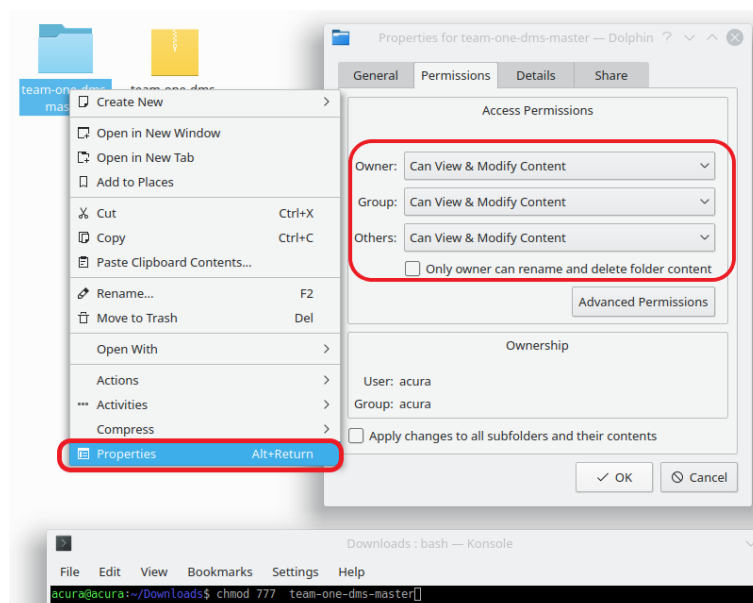 team-one-dms-
mas
team-one-dms
Create New
Open in New Window
Open in New Tab
Add to Places
Cut Ctrl+X
Copy Ctrl+C
Paste Clipboard Contents...
Rename... F2
Move to Trash Del
Open With
Actions
Activities
Compress
Properties Alt+Return
Properties for team-one-dms-master — Dolphin
General Permissions Details Share
Access Permissions
Owner: Can View & Modify Content
Group: Can View & Modify Content
Others: Can View & Modify Content
Only owner can rename and delete folder content
Advanced Permissions
Ownership
User: acura
Group: acura
Apply changes to all subfolders and their contents
OK Cancel
Downloads : bash — Konsole
File Edit View Bookmarks Settings Help
acura@acura:~/Downloads$ chmod 777 team-one-dms-master